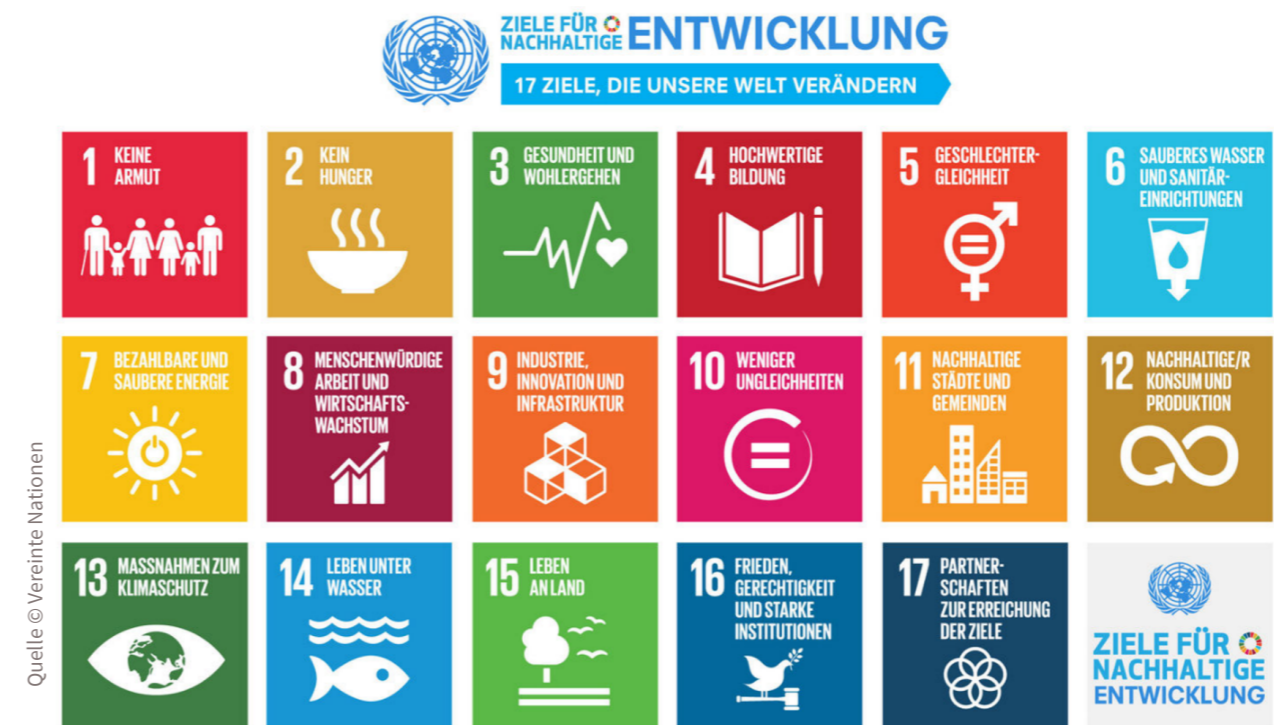 ZIELE FÜR
NACHHALTIGE
ENTWICKLUNG
17 ZIELE, DIE UNSERE WELT VERÄNDERN
1 KEINE
ARMUT
2 KEIN
HUNGER
3 GESUNDHEIT UND
WOHLERGEHEN
4 HOCHWERTIGE
BILDUNG
5 GESCHLECHTER-
GLEICHHEIT
6 SAUBERES WASSER
UND SANITÄR-
EINRICHTUNGEN
7 BEZAHLBARE UND
SAUBERE ENERGIE
8 MENSCHENWÜRDIGE
ARBEIT UND
WIRTSCHAFTS-
WACHSTUM
9 INDUSTRIE,
INNOVATION UND
INFRASTRUKTUR
10 WENIGER
UNGLEICHHEITEN
11 NACHHALTIGE
STÄDTE UND
GEMEINDEN
12 NACHHALTIGE/R
KONSUM UND
PRODUKTION
13 MASSNAHMEN ZUM
KLIMASCHUTZ
14 LEBEN UNTER
WASSER
15 LEBEN
AN LAND
16 FRIEDEN,
GERECHTIGKEIT
UND STARKE
INSTITUTIONEN
17 PARTNER-
SCHAFTEN
ZUR ERREICHUNG
DER ZIELE
ZIELE FÜR
NACHHALTIGE
ENTWICKLUNG
Quelle © Vereinte Nationen